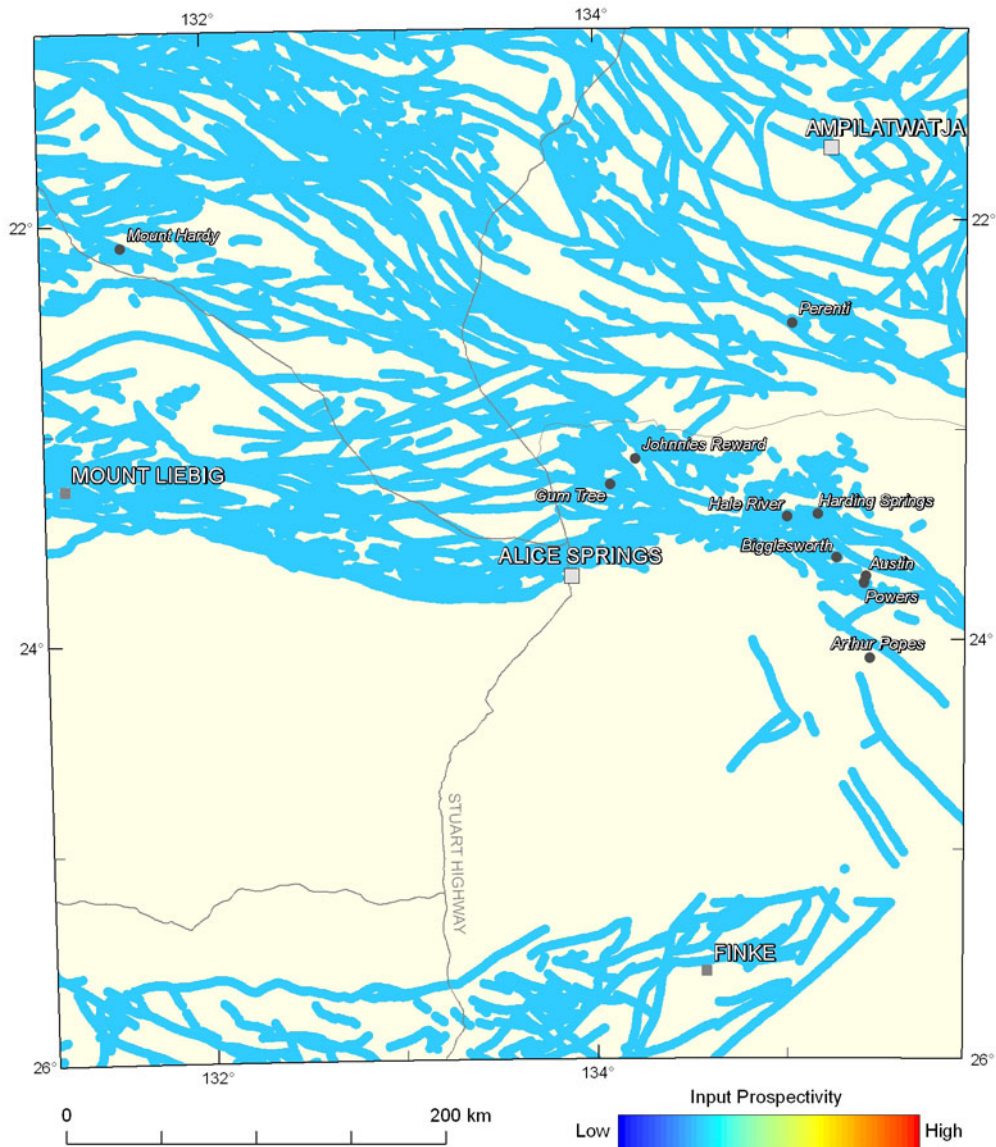 132°
134°
AMPILATWATJA
22°
22°
Mount Hardy
Perenti
Johnnies Reward
MOUNT LIEBIG
Gum Tree
Hale River
Harding Springs
Bigglesworth
ALICE SPRINGS
Austin
Powers
24°
24°
Arthur Popes
STUART HIGHWAY
FINKE
26°
26°
132°
134°
0
200 km
Input Prospectivity
Low
High